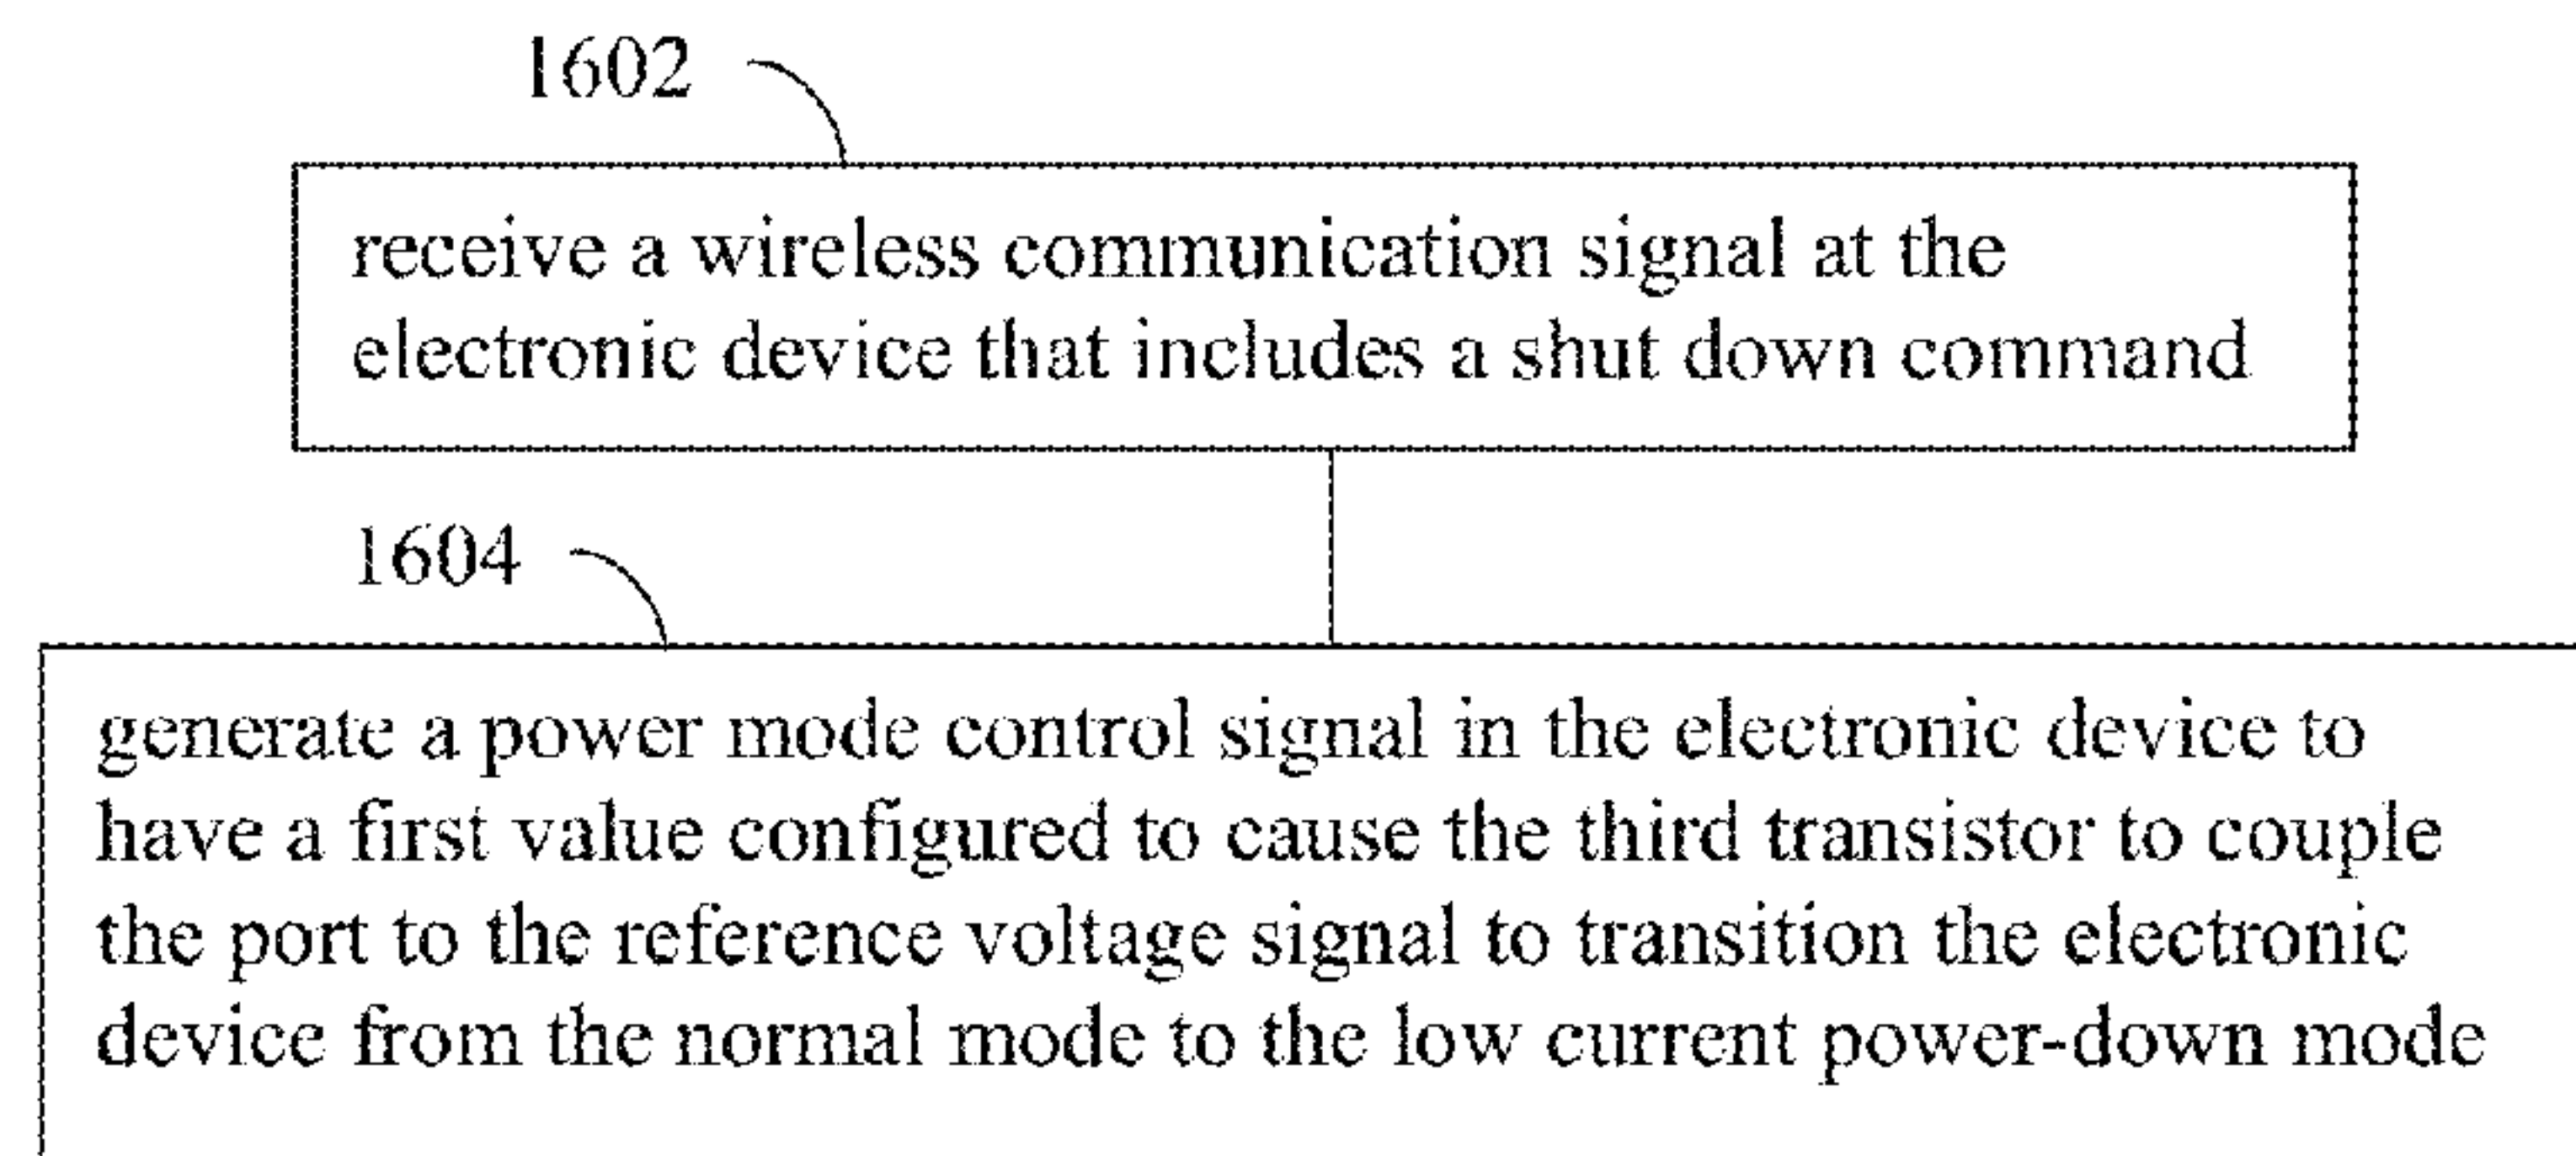 1602
receive a wireless communication signal at the
electronic device that includes a shut down command
1604
generate a power mode control signal in the electronic device to
have a first value configured to cause the third transistor to couple
the port to the reference voltage signal to transition the electronic
device from the normal mode to the low current power-down mode